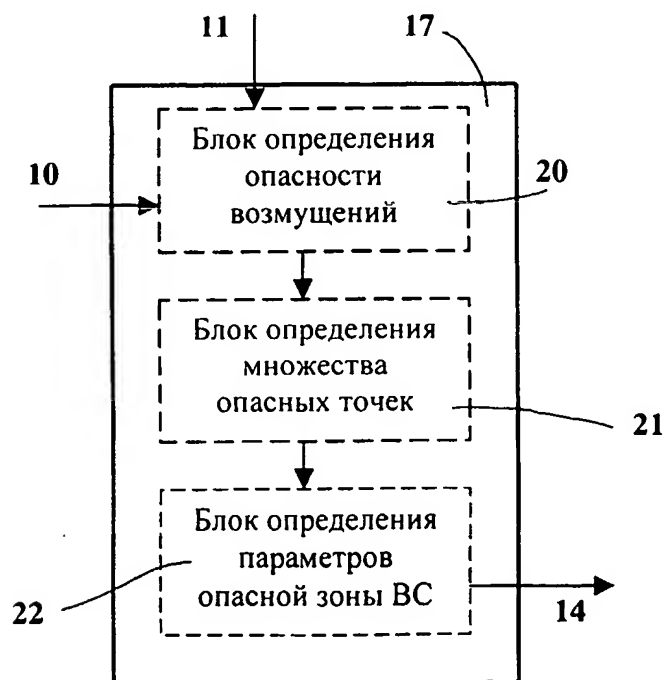 11
17
Блок определения
опасности
возмущений
10
20
Блок определения
множества
опасных точек
21
Блок определения
параметров
опасной зоны ВС
22
14